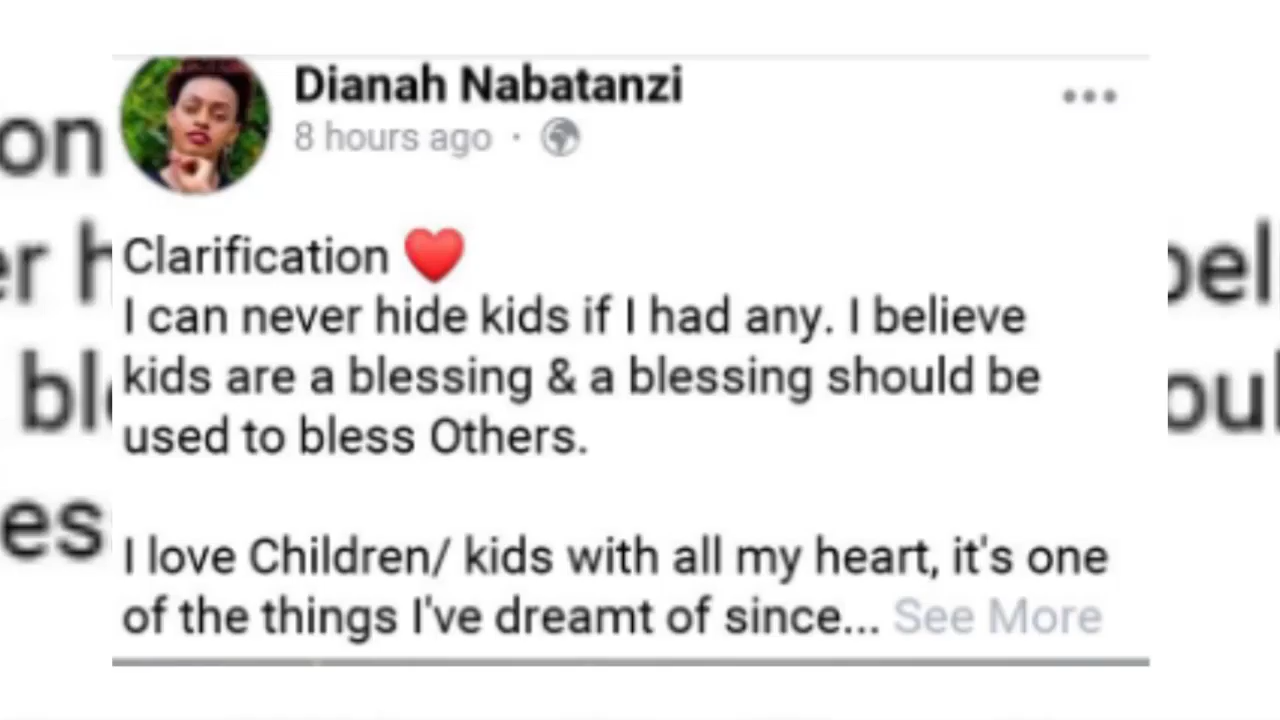 Dianah Nabatanzi
8 hours ago ·
Clarification ❤️
I can never hide kids if I had any. I believe
kids are a blessing & a blessing should be
used to bless Others.
I love Children/ kids with all my heart, it's one
of the things I've dreamt of since... See More